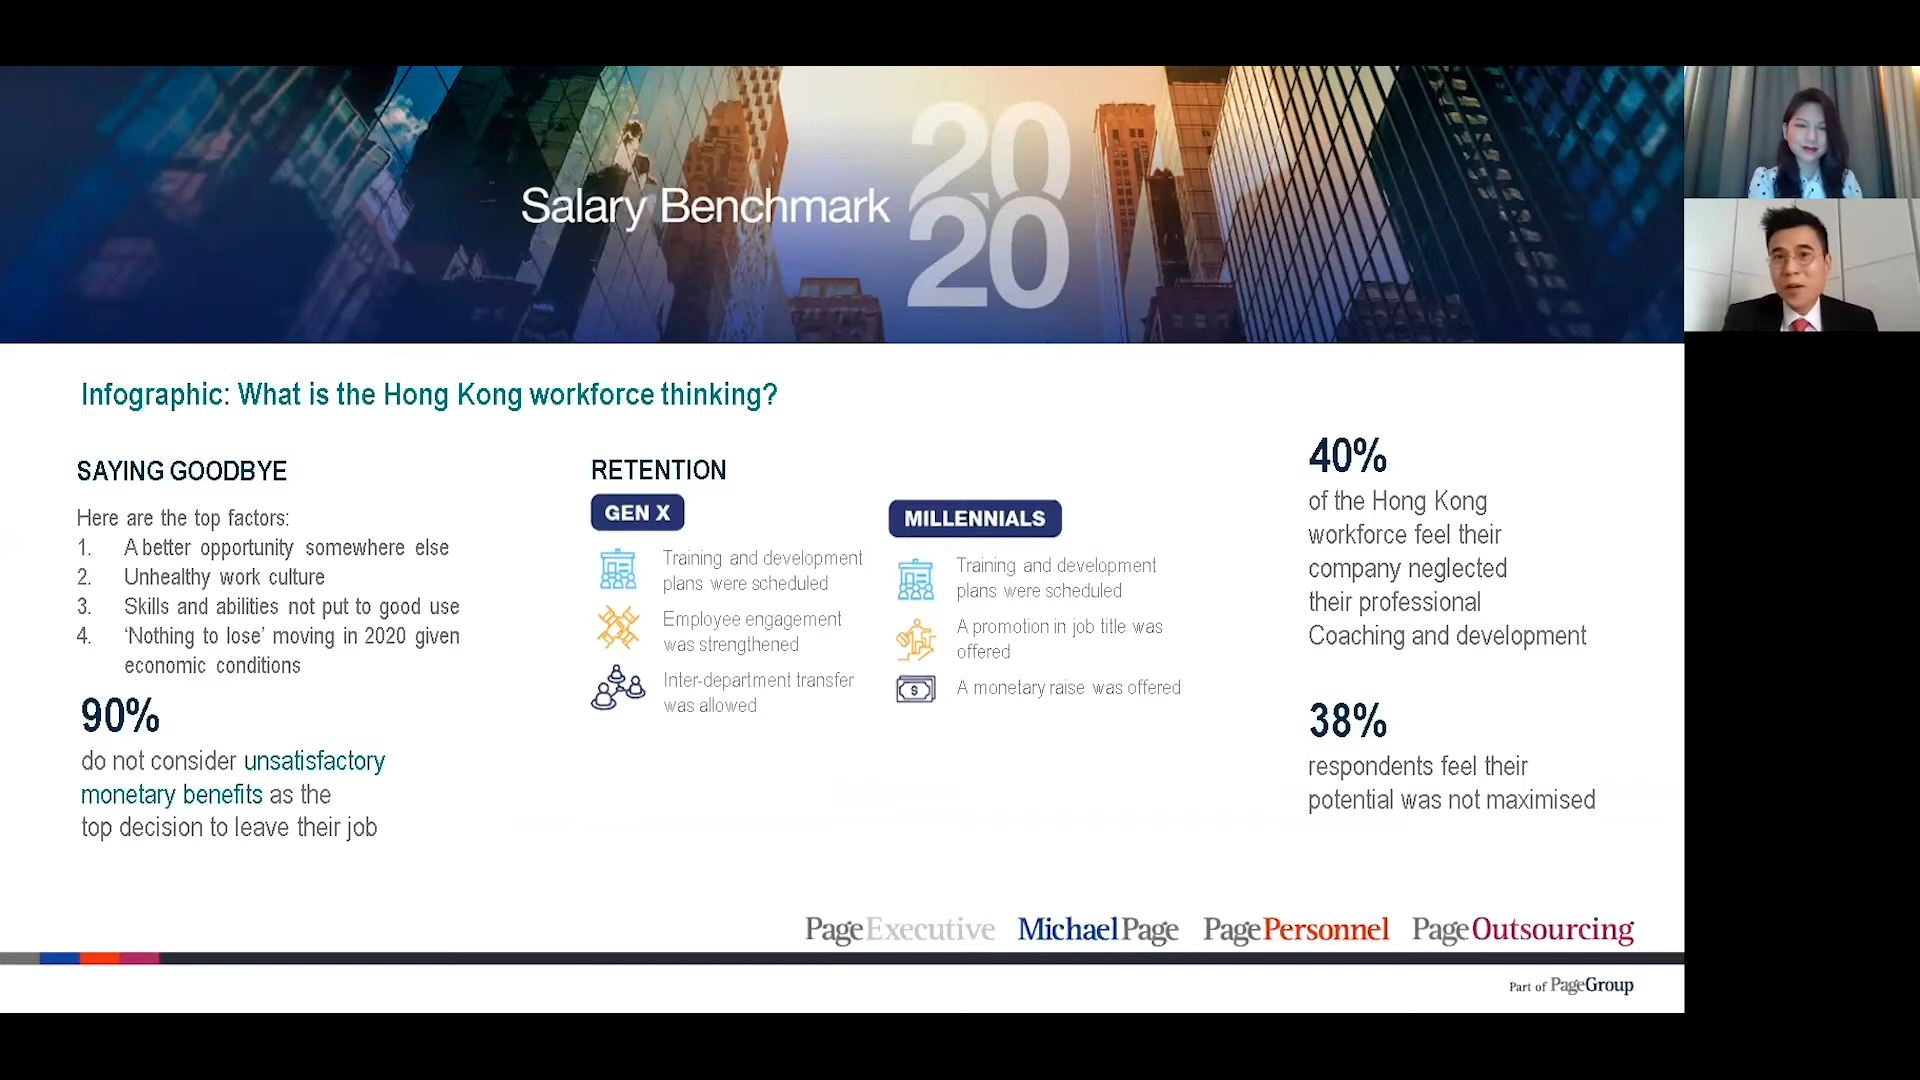 Salary Benchmark
20
20
Infographic: What is the Hong Kong workforce thinking?
SAYING GOODBYE
Here are the top factors:
1. A better opportunity somewhere else
2. Unhealthy work culture
3. Skills and abilities not put to good use
4. ‘Nothing to lose’ moving in 2020 given
economic conditions
90%
do not consider unsatisfactory
monetary benefits as the
top decision to leave their job
RETENTION
GEN X
Training and development
plans were scheduled
Employee engagement
was strengthened
Inter-department transfer
was allowed
MILLENNIALS
Training and development
plans were scheduled
A promotion in job title was
offered
$
A monetary raise was offered
40%
of the Hong Kong
workforce feel their
company neglected
their professional
Coaching and development
38%
respondents feel their
potential was not maximised
PageExecutive MichaelPage PagePersonnel PageOutsourcing
Part of PageGroup